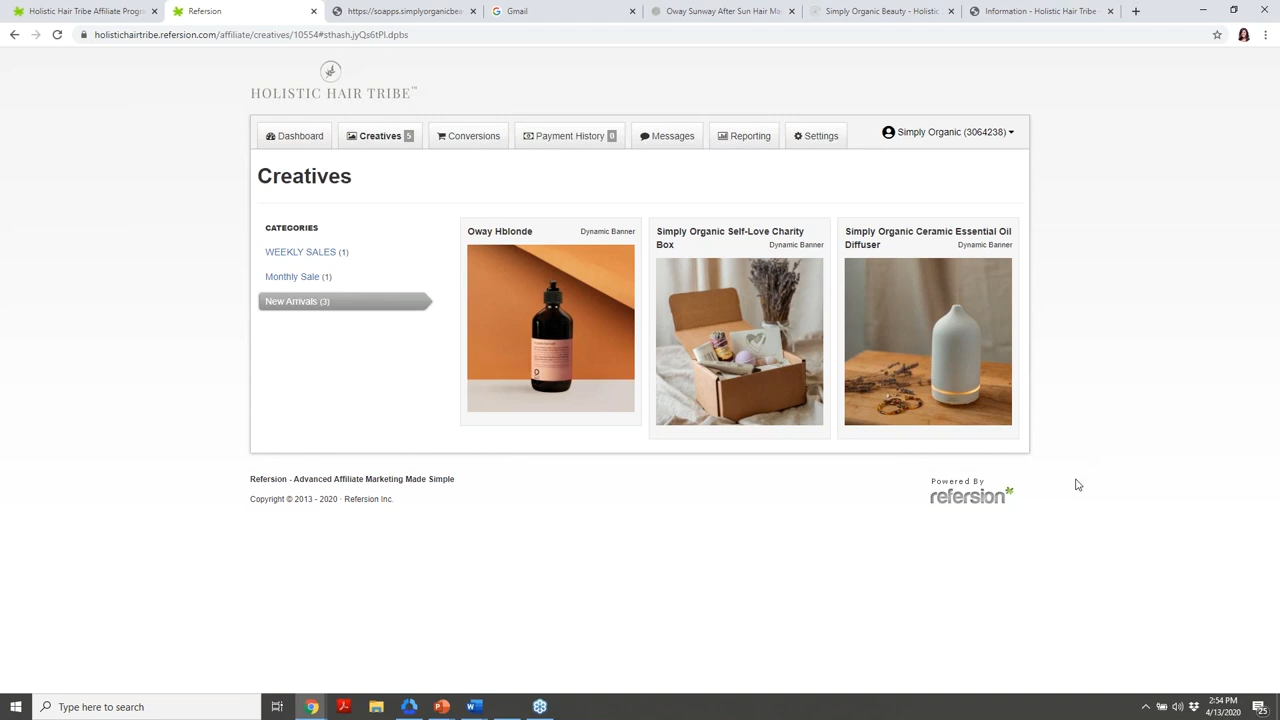 Holistic Hair Tribe Affiliate Progra
Refersion
https://soapps.simplyorganicbea
Gmail
Oway Sunway After Sun Hair Ma
Simply Organic Beauty - Holistic
Information - Holistic Hair Tribe -
holistichairtribe.refersion.com/affiliate/creatives/10554#sthash.jyQs6tPI.dpbs
HOLISTIC HAIR TRIBE™
Dashboard
Creatives 5
Conversions
Payment History 0
Messages
Reporting
Settings
Simply Organic (3064238)
Creatives
CATEGORIES
WEEKLY SALES (1)
Monthly Sale (1)
New Arrivals (3)
Oway Hblonde
Dynamic Banner
Simply Organic Self-Love Charity
Box
Dynamic Banner
Simply Organic Ceramic Essential Oil
Diffuser
Dynamic Banner
Refersion - Advanced Affiliate Marketing Made Simple
Copyright © 2013 - 2020 · Refersion Inc.
Powered By
refersion
Type here to search
2:54 PM
4/13/2020
25